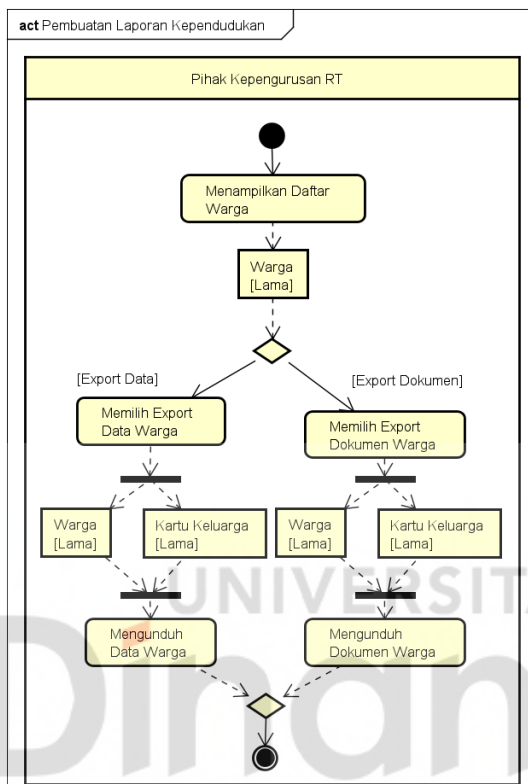 act Pembuatan Laporan Kependudukan
Pihak Kepengurusan RT
Menampilkan Daftar
Warga
Warga
[Lama]
[Export Data]
[Export Dokumen]
Memilih Export
Data Warga
Memilih Export
Dokumen Warga
Warga
[Lama]
Kartu Keluarga
[Lama]
Warga
[Lama]
Kartu Keluarga
[Lama]
UNIVERSIT
Mengunduh
Data Warga
Mengunduh
Dokumen Warga
Dinam